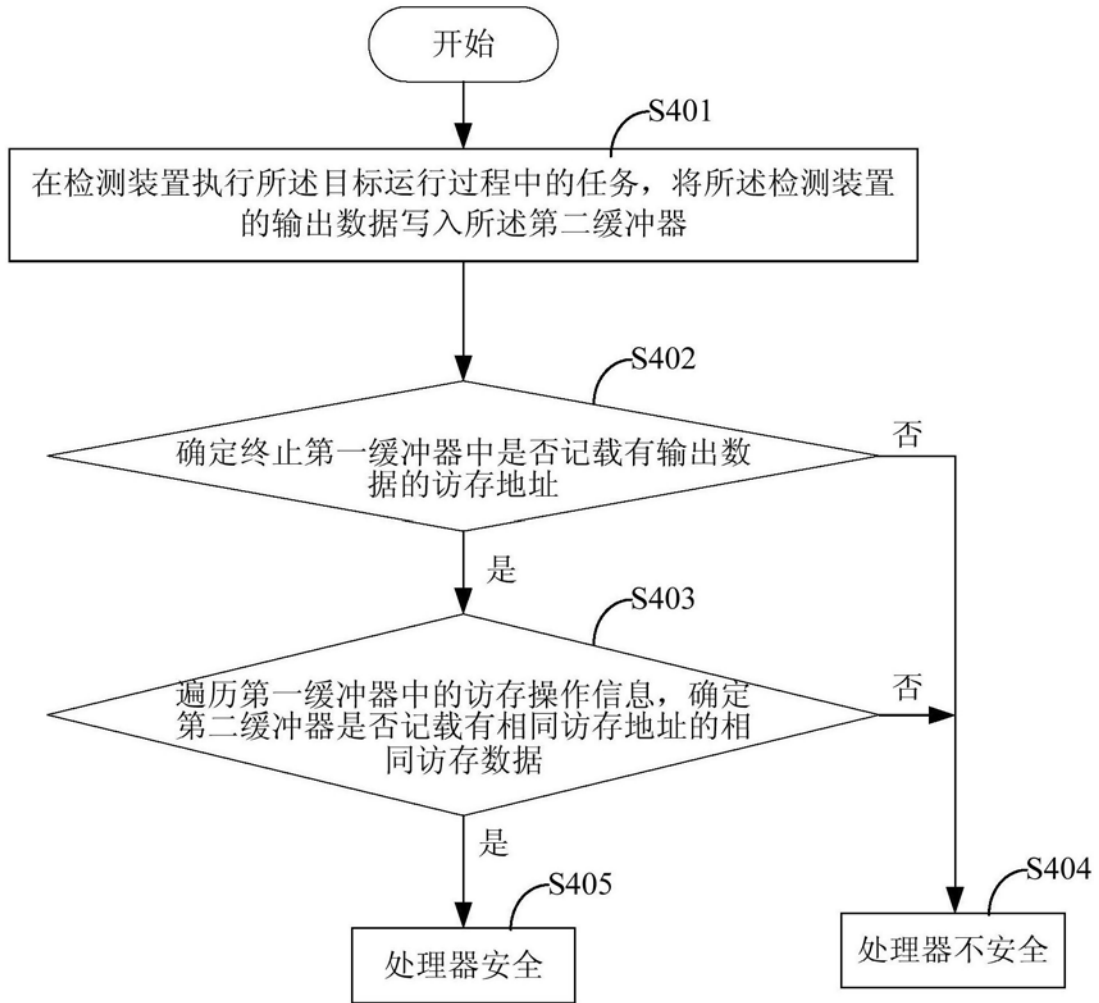 开始
S401
在检测装置执行所述目标运行过程中的任务，将所述检测装置
的输出数据写入所述第二缓冲器
S402
确定终止第一缓冲器中是否记载有输出数
据的访存地址
否
是
S403
遍历第一缓冲器中的访存操作信息，确定
第二缓冲器是否记载有相同访存地址的相
同访存数据
否
是
S405
处理器安全
S404
处理器不安全